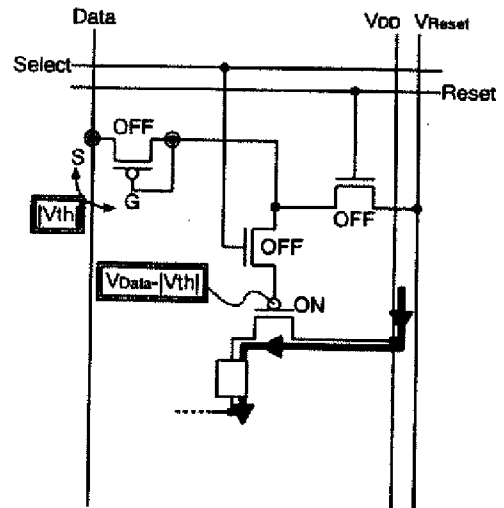 Data
VDD
VReset
Select
Reset
OFF
S
G
|Vth|
OFF
OFF
VData-|Vth|
ON